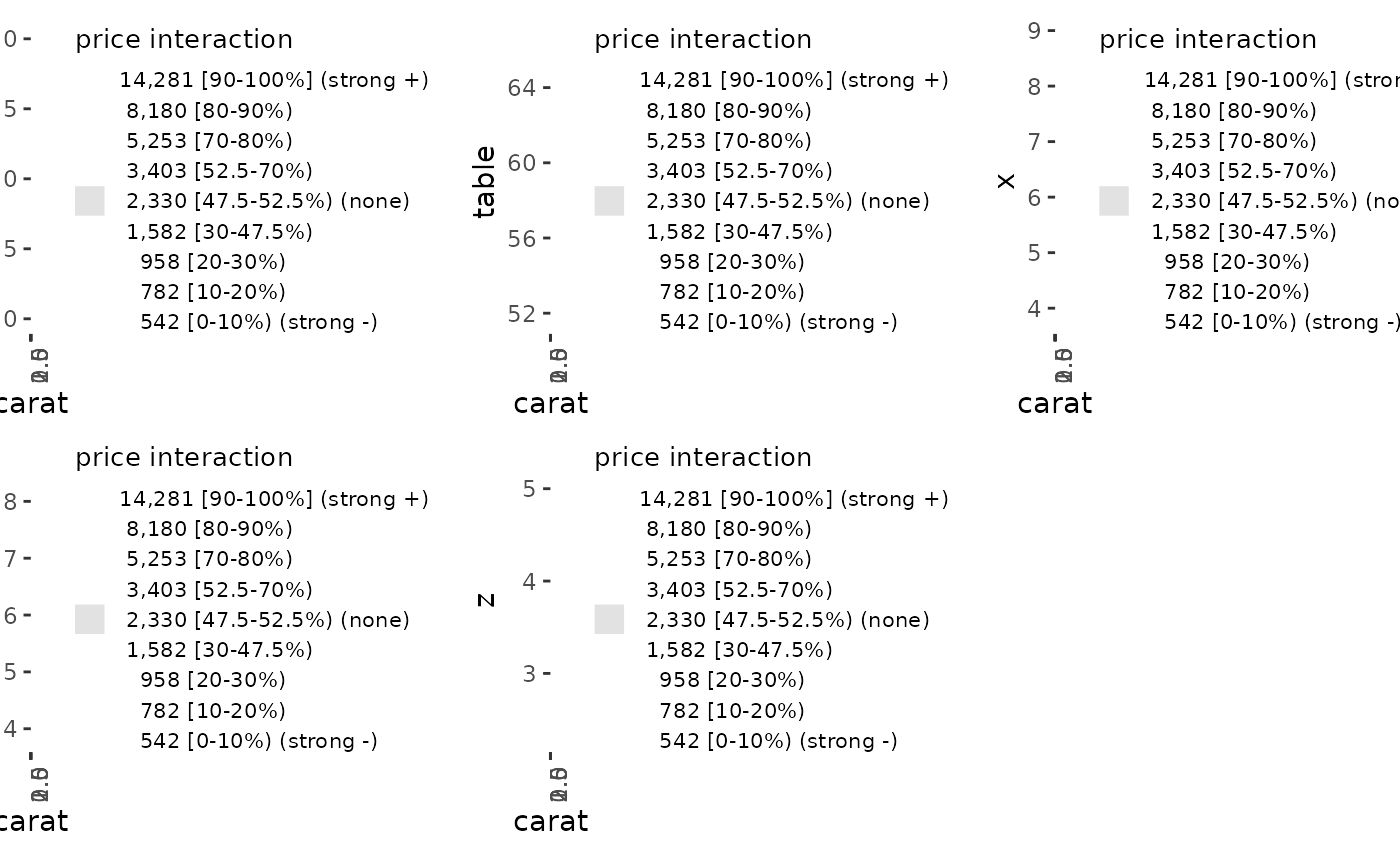 price interaction
0
14,281 [90-100%] (strong +)
5
8,180 [80-90%)
5,253 [70-80%)
0
3,403 [52.5-70%)
2,330 [47.5-52.5%) (none)
5
1,582 [30-47.5%)
958 [20-30%)
782 [10-20%)
0
542 [0-10%) (strong -)
carat
price interaction
table
64
60
56
52
14,281 [90-100%] (strong +)
8,180 [80-90%)
5,253 [70-80%)
3,403 [52.5-70%)
2,330 [47.5-52.5%) (none)
1,582 [30-47.5%)
958 [20-30%)
782 [10-20%)
542 [0-10%) (strong -)
carat
price interaction
x
9
8
7
6
5
4
14,281 [90-100%] (stron
8,180 [80-90%)
5,253 [70-80%)
3,403 [52.5-70%)
2,330 [47.5-52.5%) (no
1,582 [30-47.5%)
958 [20-30%)
782 [10-20%)
542 [0-10%) (strong -)
carat
price interaction
8
7
6
5
4
14,281 [90-100%] (strong +)
8,180 [80-90%)
5,253 [70-80%)
3,403 [52.5-70%)
2,330 [47.5-52.5%) (none)
1,582 [30-47.5%)
958 [20-30%)
782 [10-20%)
542 [0-10%) (strong -)
carat
price interaction
z
5
4
3
14,281 [90-100%] (strong +)
8,180 [80-90%)
5,253 [70-80%)
3,403 [52.5-70%)
2,330 [47.5-52.5%) (none)
1,582 [30-47.5%)
958 [20-30%)
782 [10-20%)
542 [0-10%) (strong -)
carat